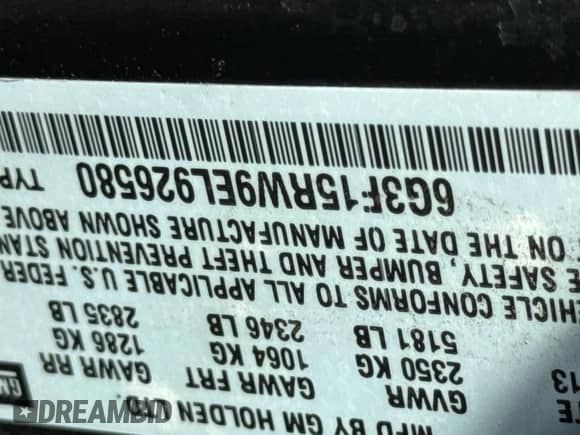 MFD BY GM HOLDEN LTD
13
GVWR GAWR FRT GAWR RR
2350 KG 1064 KG 1286 KG
5181 LB 2346 LB 2835 LB
VEHICLE CONFORMS TO ALL APPLICABLE U.S. FEDER
E SAFETY, BUMPER AND THEFT PREVENTION STAN
E ON THE DATE OF MANUFACTURE SHOWN ABOVE
6G3F15RW9EL926580 TYP
DREAMBID